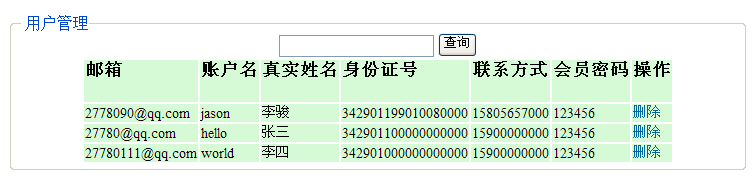 用户管理
查询
邮箱 账户名 真实姓名 身份证号 联系方式 会员密码 操作
2778090@qq.com jason 李骏 342901199010080000 15805657000 123456 删除
27780@qq.com hello 张三 342901100000000000 15900000000 123456 删除
27780111@qq.com world 李四 342901000000000000 15900000000 123456 删除